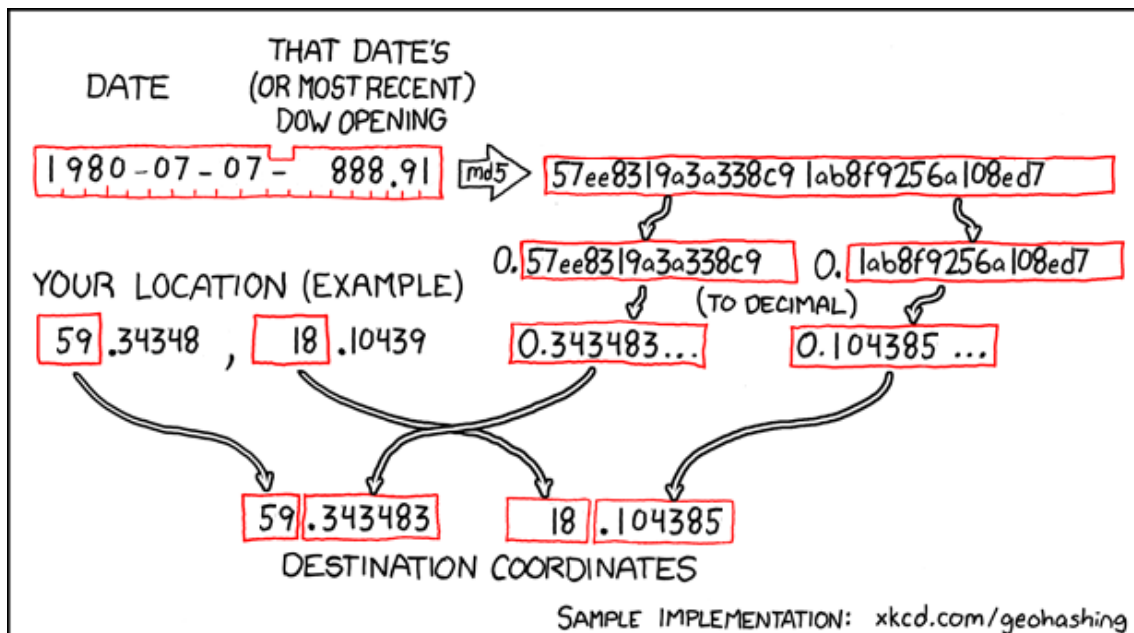 DATE
THAT DATE'S
(OR MOST RECENT)
DOW OPENING
1980-07-07- 888.91
md5
57ee8319a3a338c9 1ab8f9256a108ed7
0. 57ee8319a3a338c9
0. 1ab8f9256a108ed7
(TO DECIMAL)
YOUR LOCATION (EXAMPLE)
59 .34348 , 18 .10439
0.343483...
0.104385 ...
59 .343483
18 .104385
DESTINATION COORDINATES
SAMPLE IMPLEMENTATION: xkcd.com/geohashing